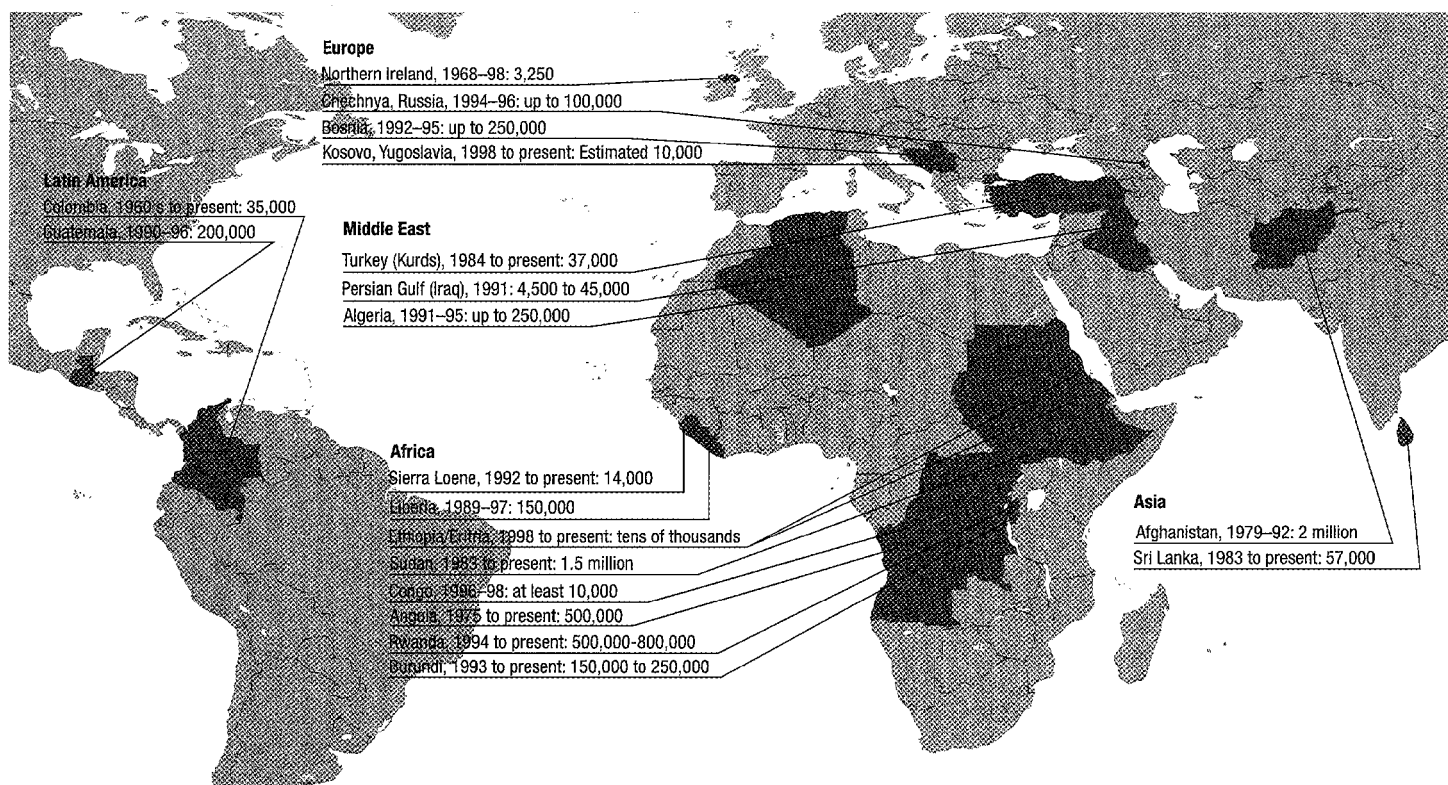 Europe
Northern Ireland, 1968–98: 3,250
Chechnya, Russia, 1994–96: up to 100,000
Bosnia, 1992–95: up to 250,000
Kosovo, Yugoslavia, 1998 to present: Estimated 10,000
Latin America
Colombia, 1960's to present: 35,000
Guatemala, 1990–96: 200,000
Middle East
Turkey (Kurds), 1984 to present: 37,000
Persian Gulf (Iraq), 1991: 4,500 to 45,000
Algeria, 1991–95: up to 250,000
Africa
Sierra Loene, 1992 to present: 14,000
Liberia, 1989–97: 150,000
Ethiopia/Eritria, 1998 to present: tens of thousands
Sudan, 1983 to present: 1.5 million
Congo, 1996–98: at least 10,000
Angola, 1975 to present: 500,000
Rwanda, 1994 to present: 500,000-800,000
Burundi, 1993 to present: 150,000 to 250,000
Asia
Afghanistan, 1979–92: 2 million
Sri Lanka, 1983 to present: 57,000